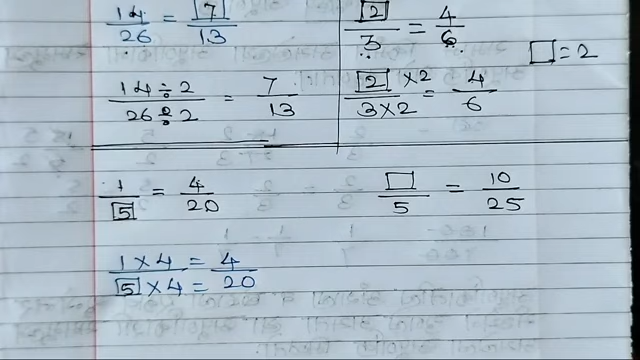 14/26 = [7]/13
[2]/3 = 4/6
□ = 2
14 ÷ 2 / 26 ÷ 2 = 7/13
[2] ×2 / 3×2 = 4/6
1/[5] = 4/20
□/5 = 10/25
1×4 / [5]×4 = 4/20